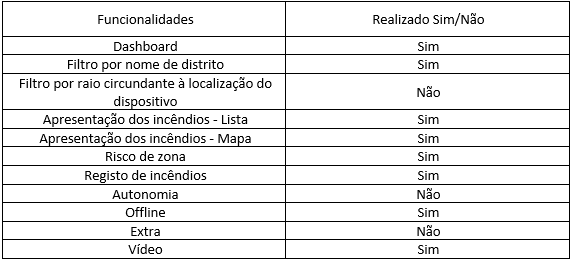 Funcionalidades Realizado Sim/Não
Dashboard Sim
Filtro por nome de distrito Sim
Filtro por raio circundante à localização do
dispositivo Não
Apresentação dos incêndios - Lista Sim
Apresentação dos incêndios - Mapa Sim
Risco de zona Sim
Registo de incêndios Sim
Autonomia Não
Offline Sim
Extra Não
Vídeo Sim